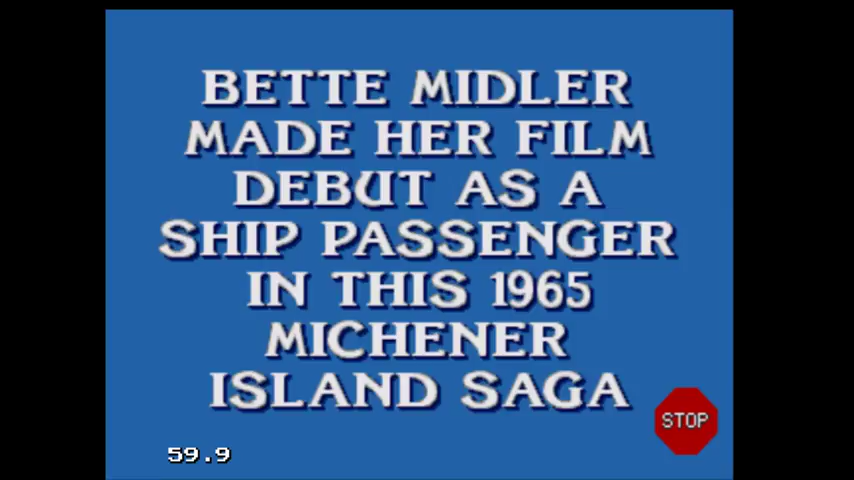 BETTE MIDLER
MADE HER FILM
DEBUT AS A
SHIP PASSENGER
IN THIS 1965
MICHENER
ISLAND SAGA
STOP
59.9